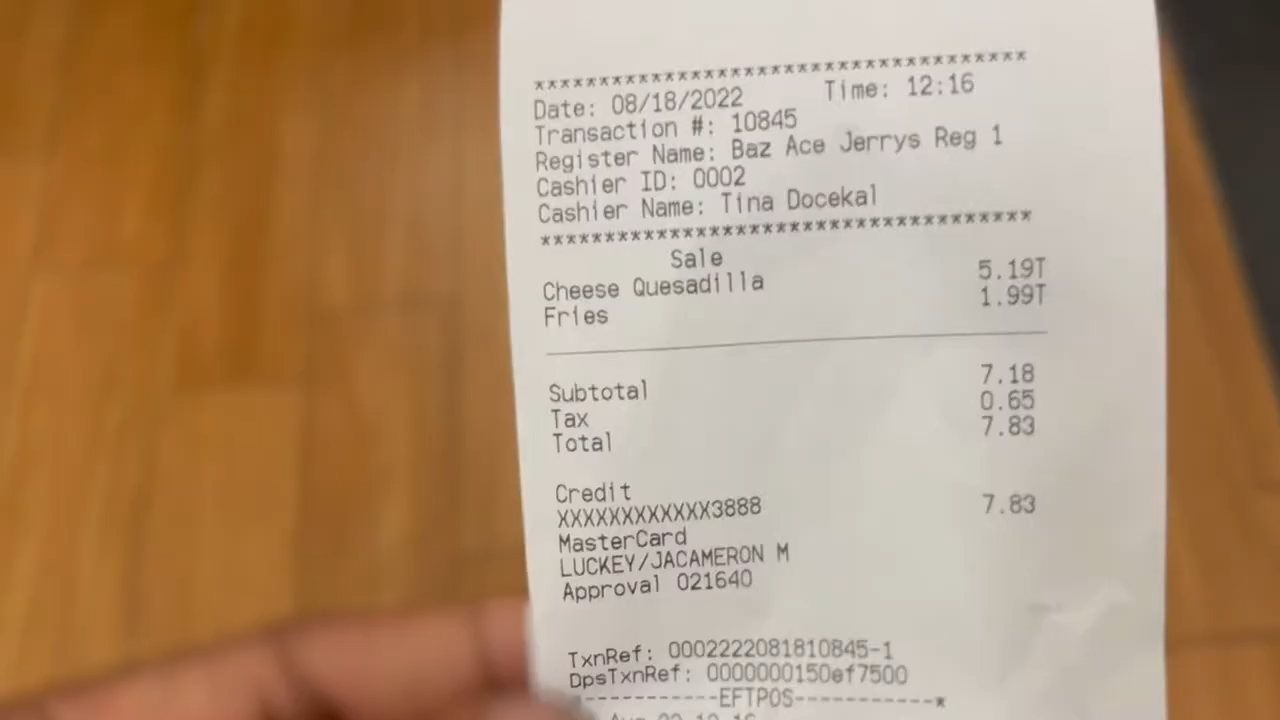 **************************************
Date: 08/18/2022 Time: 12:16
Transaction #: 10845
Register Name: Baz Ace Jerrys Reg 1
Cashier ID: 0002
Cashier Name: Tina Docekal
**************************************
Sale
Cheese Quesadilla 5.19T
Fries 1.99T
Subtotal 7.18
Tax 0.65
Total 7.83
Credit
XXXXXXXXXXXX3888 7.83
MasterCard
LUCKEY/JACAMERON M
Approval 021640
TxnRef: 0002222081810845-1
DpsTxnRef: 0000000150ef7500
-----------EFTPOS-----------*